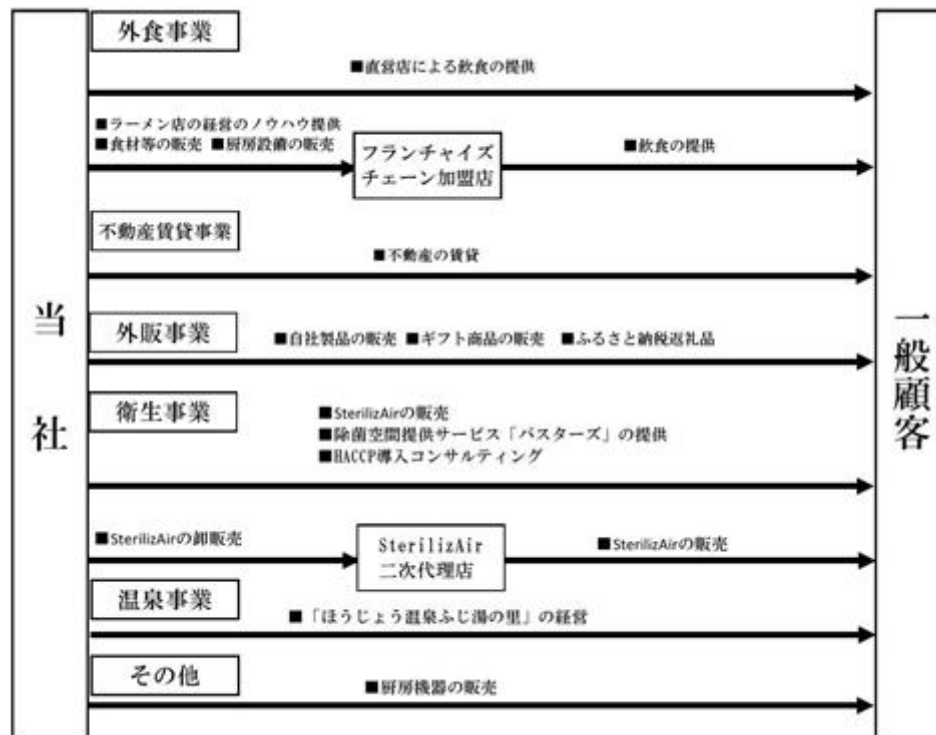 外食事業
■直営店による飲食の提供
■ラーメン店の経営のノウハウ提供
■食材等の販売 ■厨房設備の販売
フランチャイズ
チェーン加盟店
■飲食の提供
不動産賃貸事業
■不動産の賃貸
当社
一般顧客
外販事業
■自社製品の販売 ■ギフト商品の販売 ■ふるさと納税返礼品
衛生事業
■SterilizAirの販売
■除菌空間提供サービス「バスターズ」の提供
■HACCP導入コンサルティング
■SterilizAirの卸販売
SterilizAir
二次代理店
■SterilizAirの販売
温泉事業
■「ほうじょう温泉ふじ湯の里」の経営
その他
■厨房機器の販売